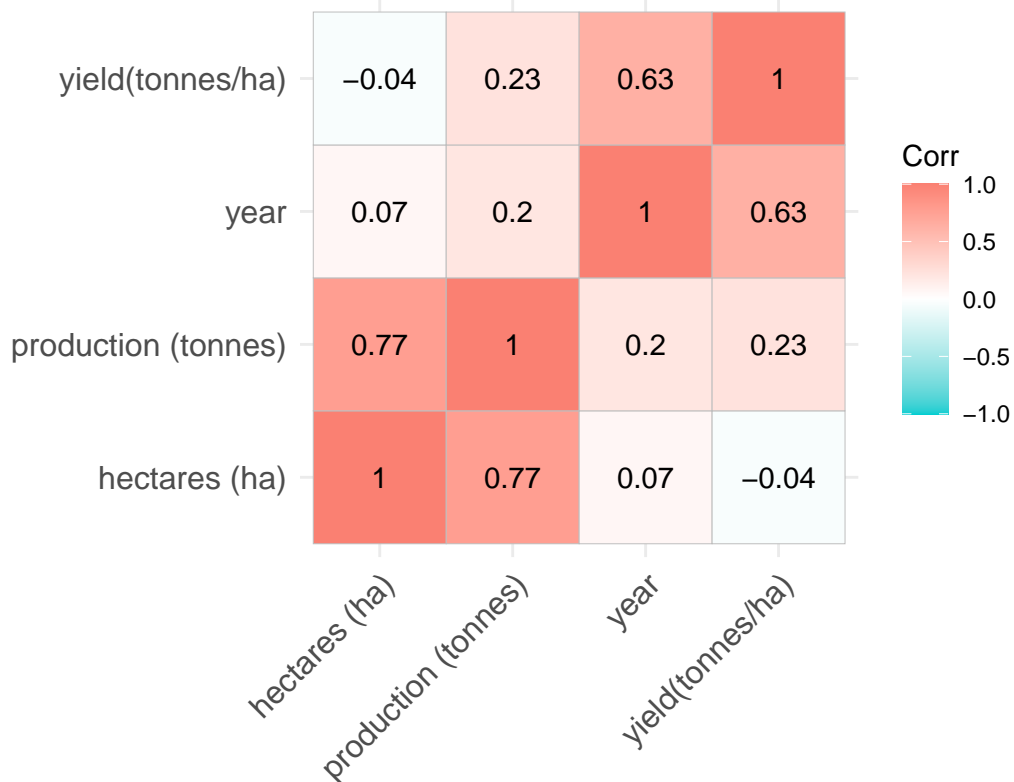 yield(tonnes/ha) −0.04 0.23 0.63 1
year 0.07 0.2 1 0.63
production (tonnes) 0.77 1 0.2 0.23
hectares (ha) 1 0.77 0.07 −0.04
hectares (ha)
production (tonnes)
year
yield(tonnes/ha)
Corr
1.0
0.5
0.0
−0.5
−1.0